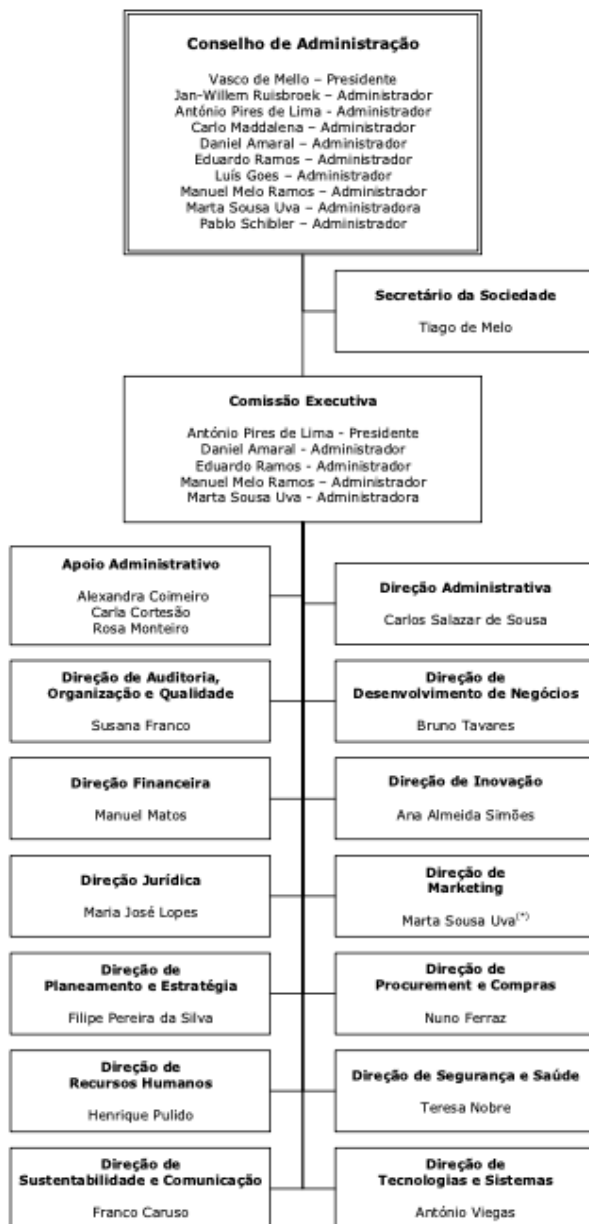 Conselho de Administração
Vasco de Mello – Presidente
Jan-Willem Ruisbroek – Administrador
António Pires de Lima - Administrador
Carlo Maddalena – Administrador
Daniel Amaral – Administrador
Eduardo Ramos – Administrador
Luís Goes – Administrador
Manuel Melo Ramos – Administrador
Marta Sousa Uva – Administradora
Pablo Schibler – Administrador
Secretário da Sociedade
Tiago de Melo
Comissão Executiva
António Pires de Lima - Presidente
Daniel Amaral - Administrador
Eduardo Ramos - Administrador
Manuel Melo Ramos – Administrador
Marta Sousa Uva - Administradora
Apoio Administrativo
Alexandra Coimeiro
Carla Cortesão
Rosa Monteiro
Direção Administrativa
Carlos Salazar de Sousa
Direção de Auditoria,
Organização e Qualidade
Susana Franco
Direção de
Desenvolvimento de Negócios
Bruno Tavares
Direção Financeira
Manuel Matos
Direção de Inovação
Ana Almeida Simões
Direção Jurídica
Maria José Lopes
Direção de
Marketing
Marta Sousa Uva(*)
Direção de
Planeamento e Estratégia
Filipe Pereira da Silva
Direção de
Procurement e Compras
Nuno Ferraz
Direção de
Recursos Humanos
Henrique Pulido
Direção de Segurança e Saúde
Teresa Nobre
Direção de
Sustentabilidade e Comunicação
Franco Caruso
Direção de
Tecnologias e Sistemas
António Viegas